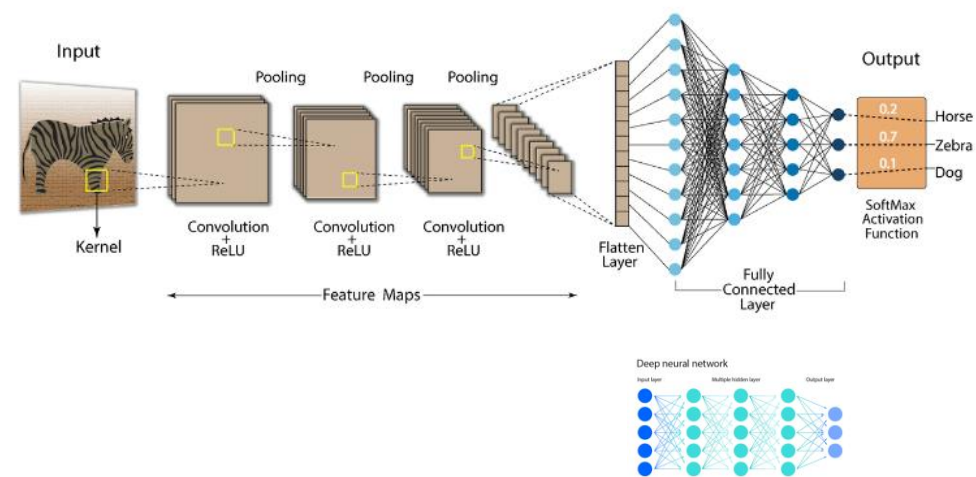 Input
Kernel
Pooling
Pooling
Pooling
Convolution
+
ReLU
Convolution
+
ReLU
Convolution
+
ReLU
Feature Maps
Flatten
Layer
Fully
Connected
Layer
Output
0.2
0.7
0.1
Horse
Zebra
Dog
SoftMax
Activation
Function
Deep neural network
Input layer
Multiple hidden layer
Output layer